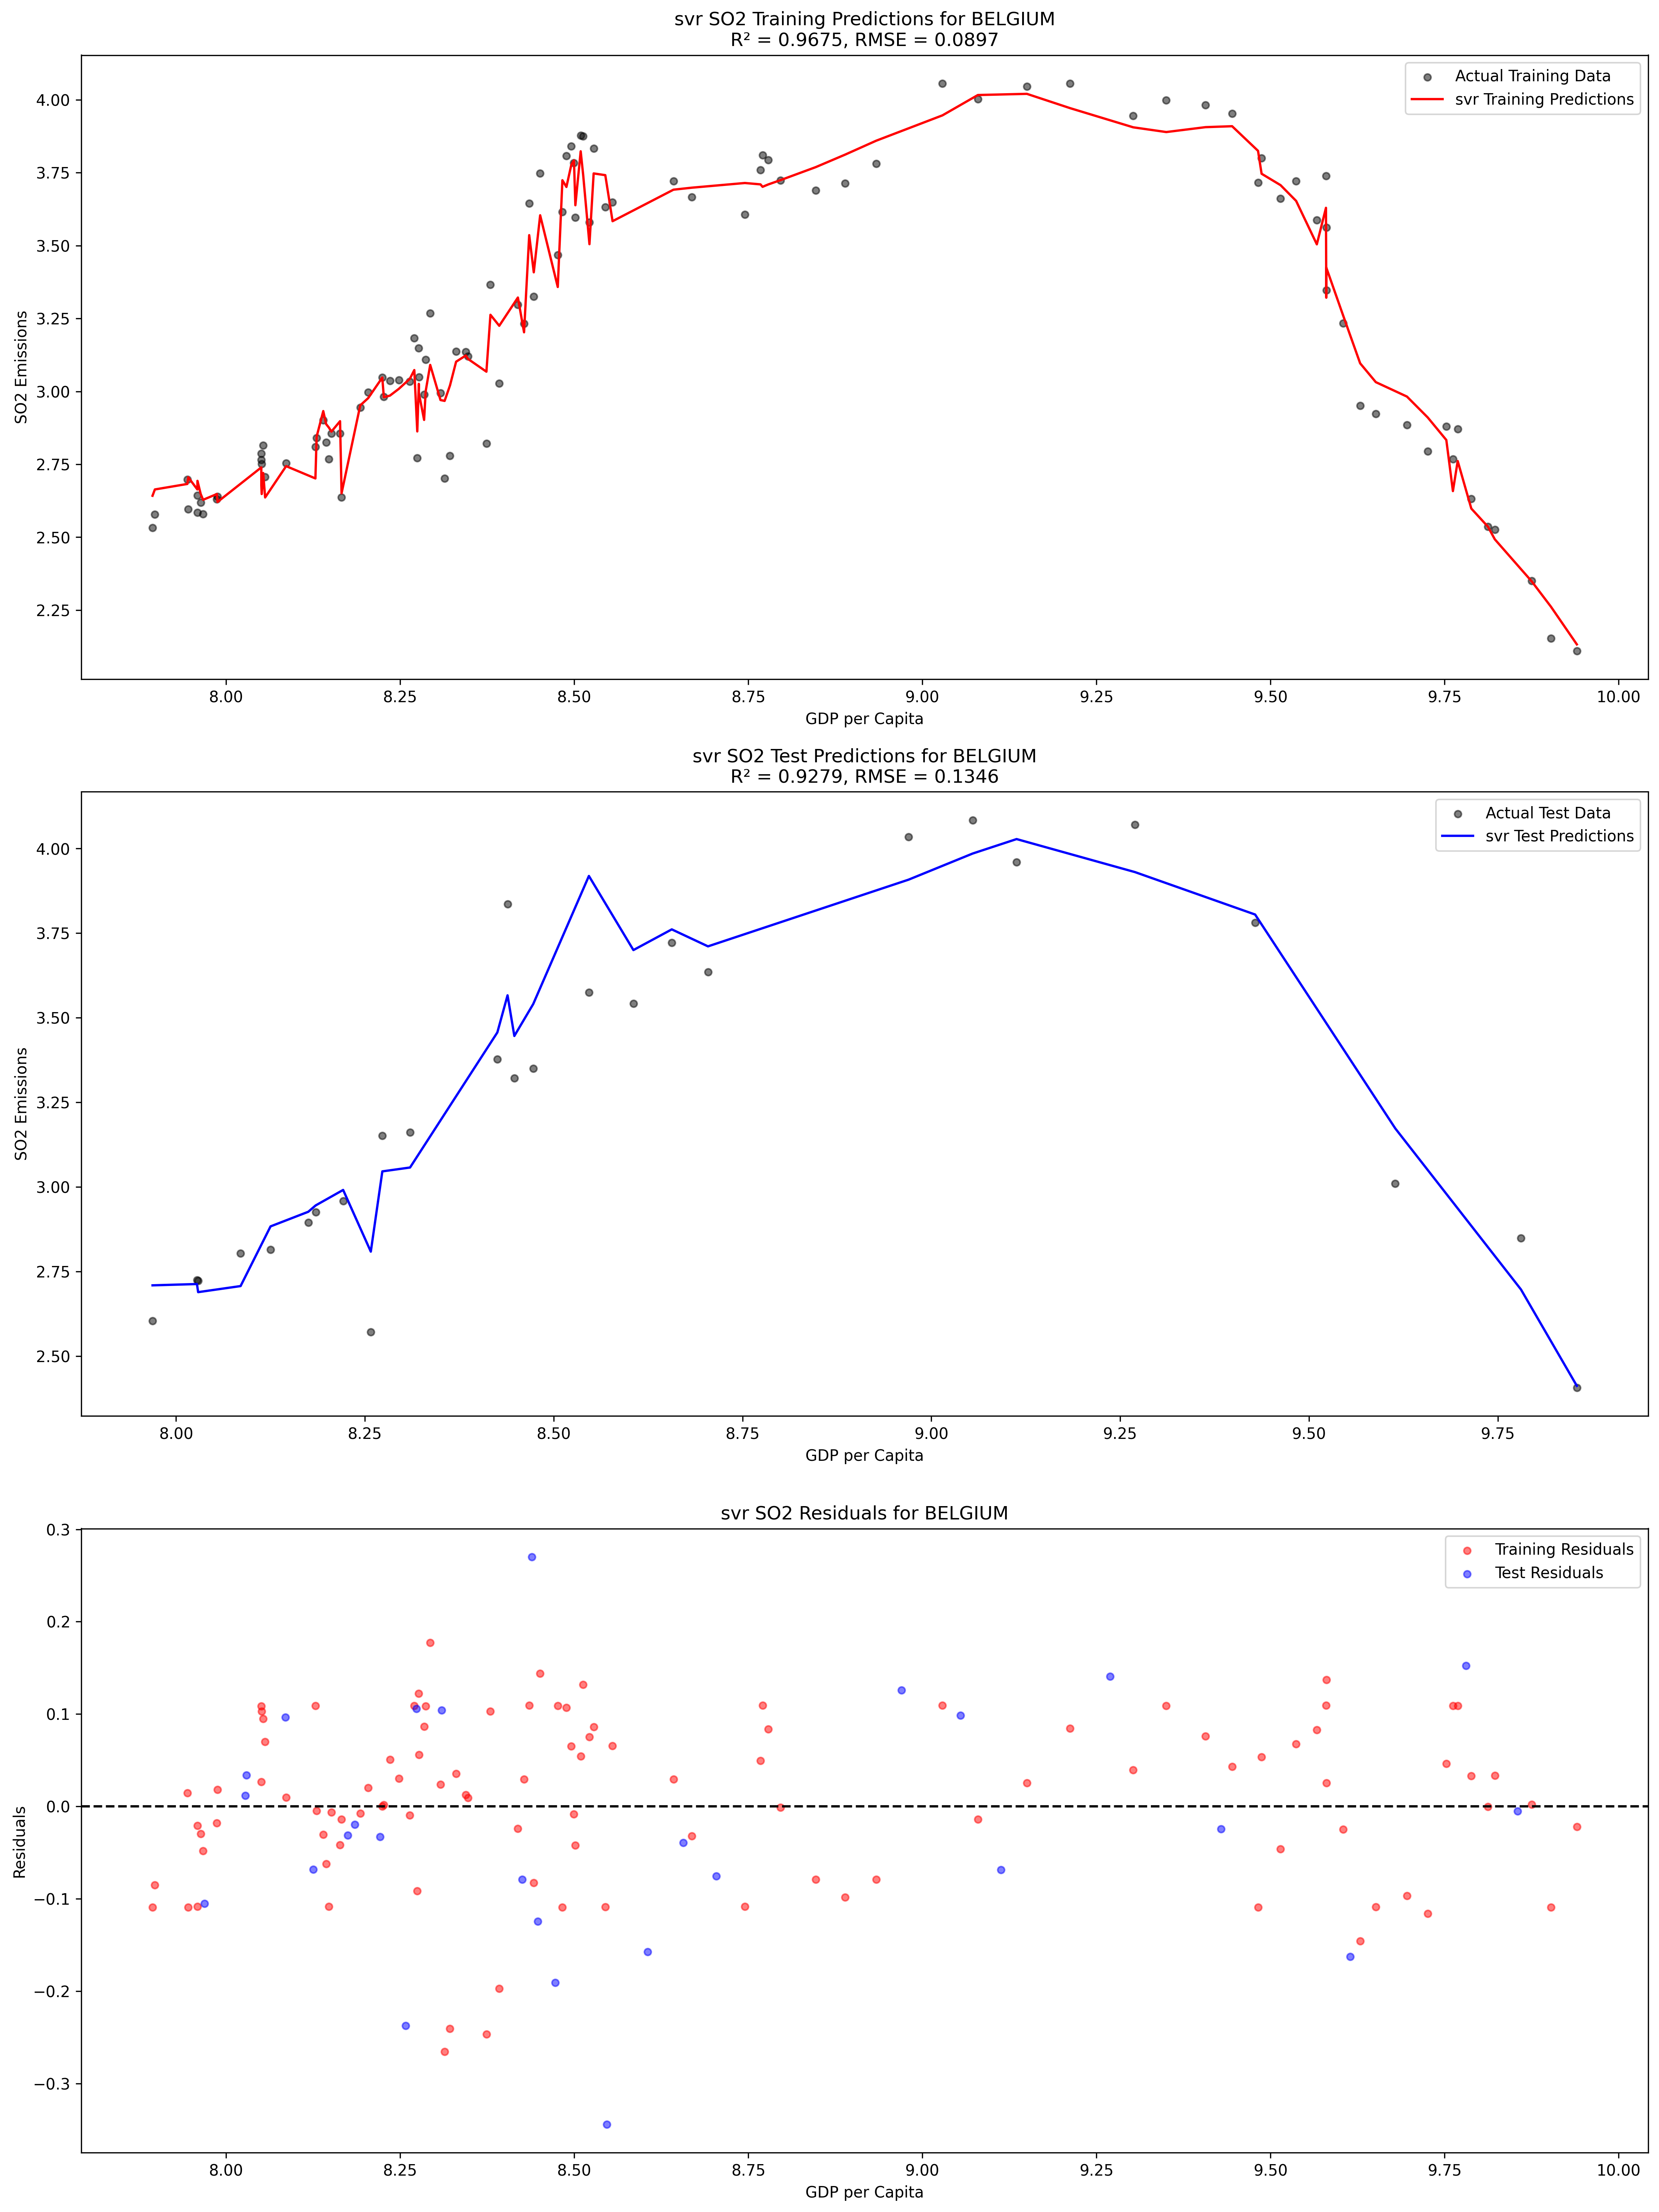 svr SO2 Training Predictions for BELGIUM
R² = 0.9675, RMSE = 0.0897
Actual Training Data
svr Training Predictions
SO2 Emissions
4.00
3.75
3.50
3.25
3.00
2.75
2.50
2.25
8.00 8.25 8.50 8.75 9.00 9.25 9.50 9.75 10.00
GDP per Capita
svr SO2 Test Predictions for BELGIUM
R² = 0.9279, RMSE = 0.1346
Actual Test Data
svr Test Predictions
SO2 Emissions
4.00
3.75
3.50
3.25
3.00
2.75
2.50
8.00 8.25 8.50 8.75 9.00 9.25 9.50 9.75
GDP per Capita
svr SO2 Residuals for BELGIUM
Training Residuals
Test Residuals
Residuals
0.3
0.2
0.1
0.0
−0.1
−0.2
−0.3
8.00 8.25 8.50 8.75 9.00 9.25 9.50 9.75 10.00
GDP per Capita